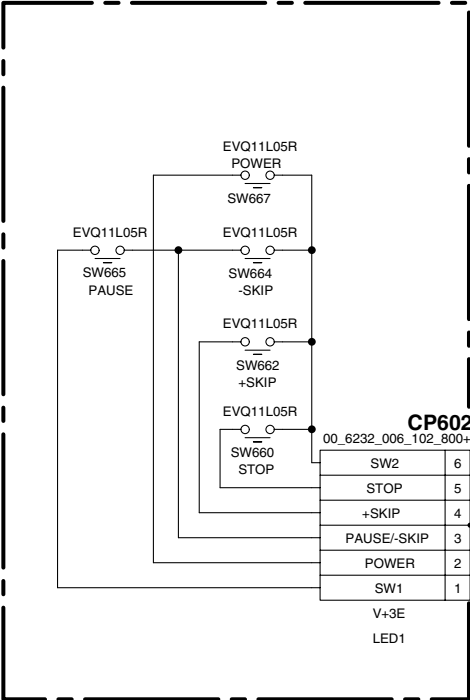 EVQ11L05R
POWER
SW667
EVQ11L05R
SW665
PAUSE
EVQ11L05R
SW664
-SKIP
EVQ11L05R
SW662
+SKIP
EVQ11L05R
SW660
STOP
CP602
00_6232_006_102_800+
SW2 6
STOP 5
+SKIP 4
PAUSE/-SKIP 3
POWER 2
SW1 1
V+3E
LED1